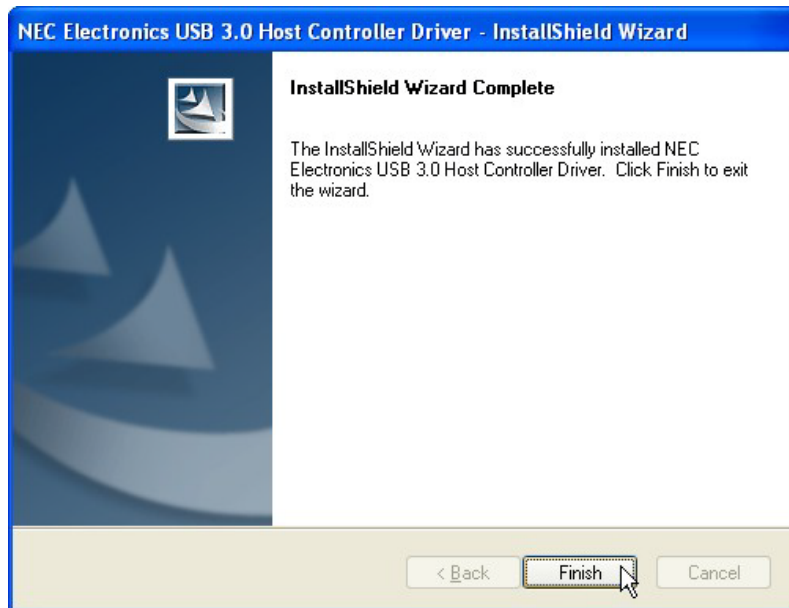 NEC Electronics USB 3.0 Host Controller Driver - InstallShield Wizard
InstallShield Wizard Complete
The InstallShield Wizard has successfully installed NEC
Electronics USB 3.0 Host Controller Driver. Click Finish to exit
the wizard.
< Back Finish Cancel